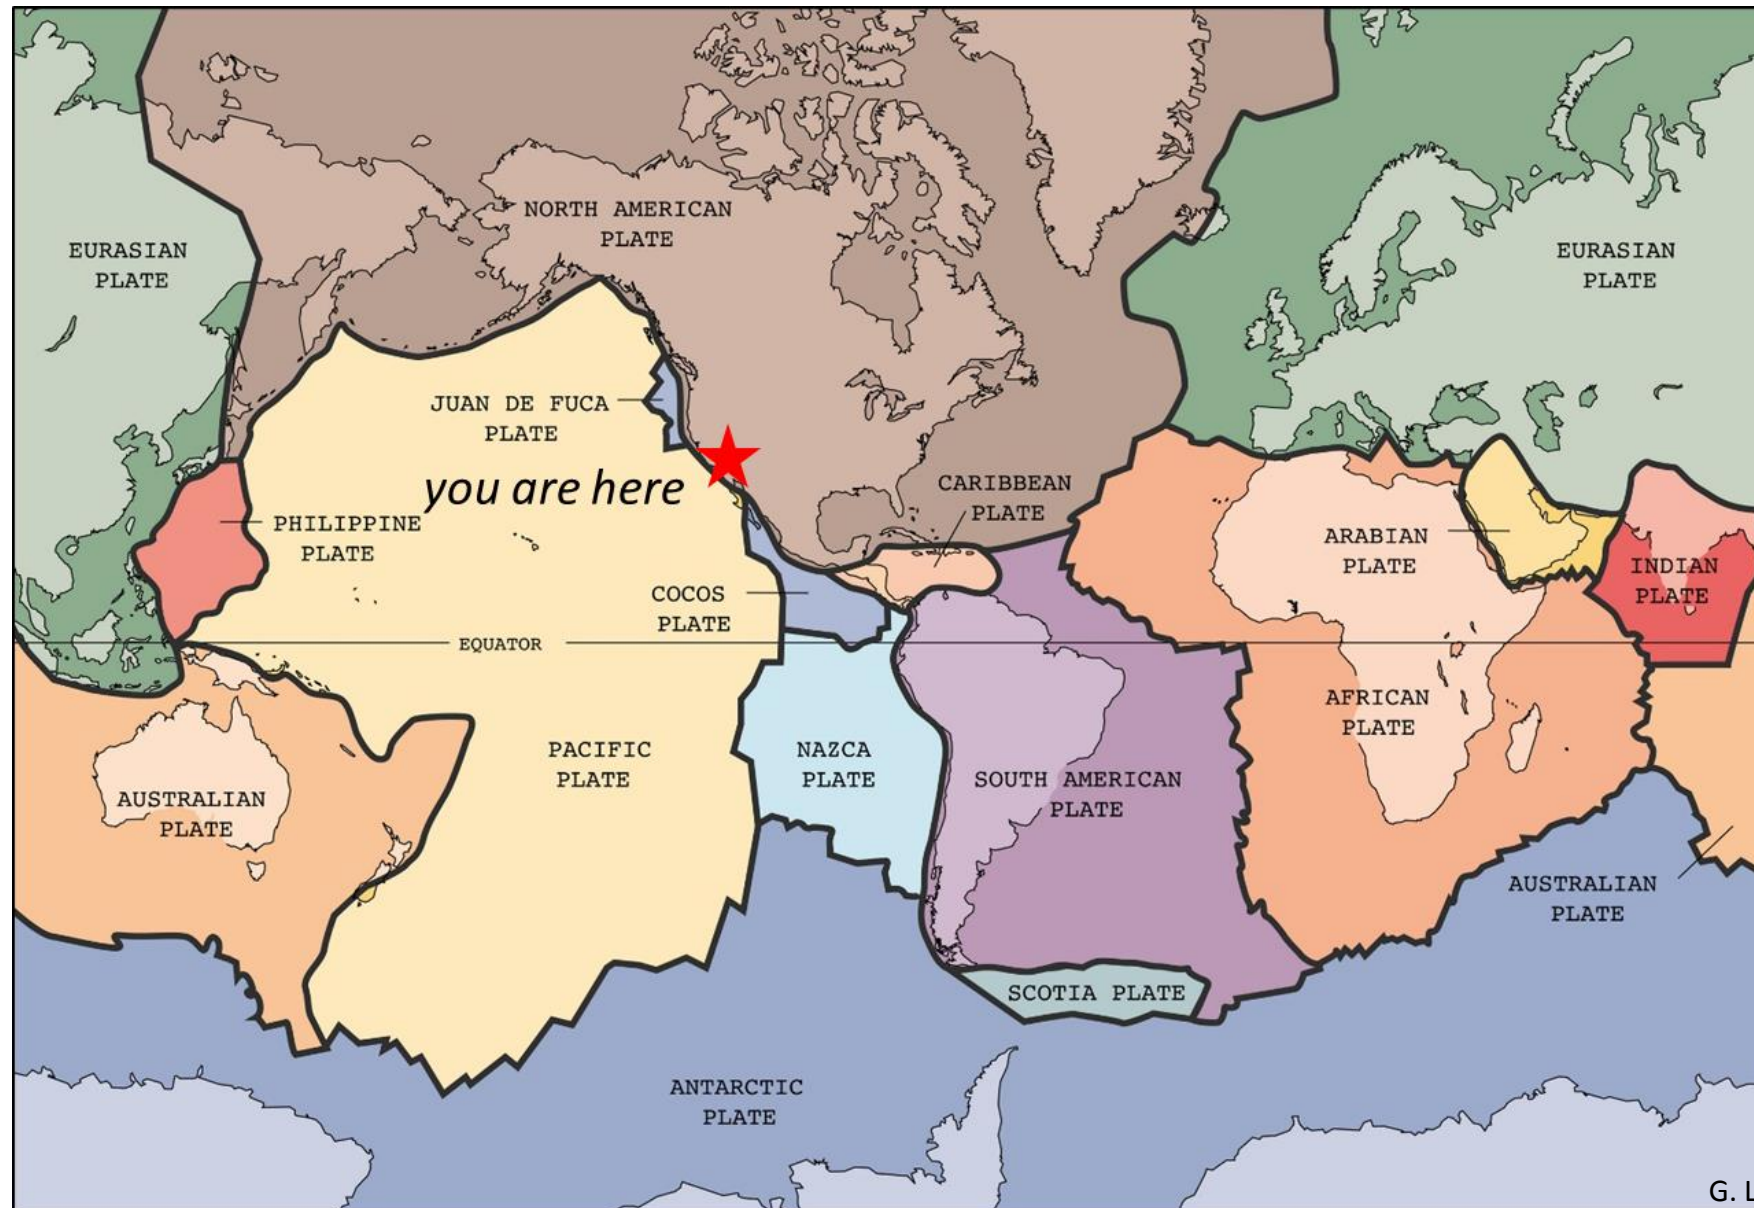 NORTH AMERICAN
PLATE
EURASIAN
PLATE
EURASIAN
PLATE
JUAN DE FUCA
PLATE
you are here
CARIBBEAN
PLATE
PHILIPPINE
PLATE
ARABIAN
PLATE
INDIAN
PLATE
COCOS
PLATE
EQUATOR
AFRICAN
PLATE
PACIFIC
PLATE
NAZCA
PLATE
SOUTH AMERICAN
PLATE
AUSTRALIAN
PLATE
AUSTRALIAN
PLATE
SCOTIA PLATE
ANTARCTIC
PLATE
G. L